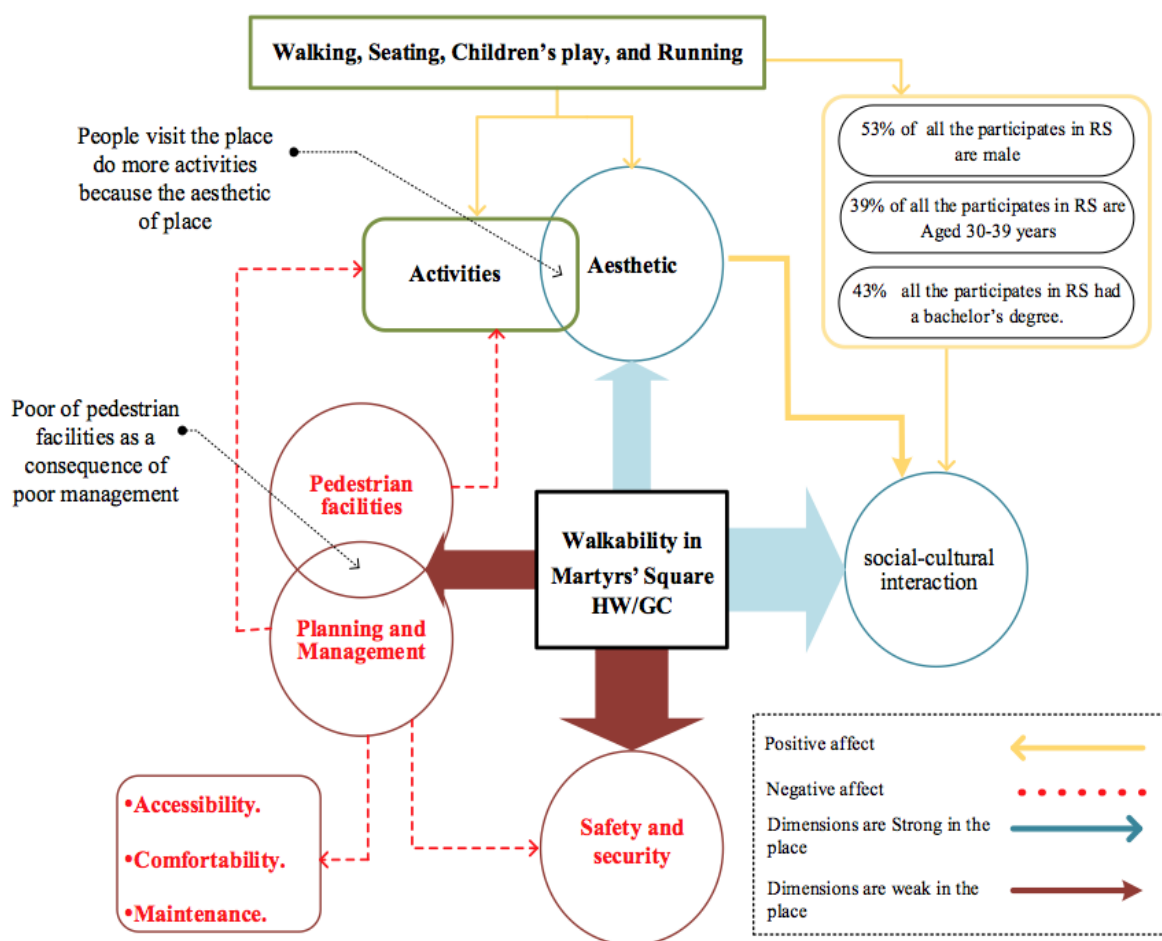 Walking, Seating, Children's play, and Running
People visit the place
do more activities
because the aesthetic
of place
53% of all the participates in RS
are male
39% of all the participates in RS are
Aged 30-39 years
43% all the participates in RS had
a bachelor's degree.
Activities
Aesthetic
Poor of pedestrian
facilities as a
consequence of
poor management
Pedestrian
facilities
Planning and
Management
Walkability in
Martyrs' Square
HW/GC
social-cultural
interaction
•Accessibility.
•Comfortability.
•Maintenance.
Safety and
security
Positive affect
Negative affect
Dimensions are Strong in the
place
Dimensions are weak in the
place